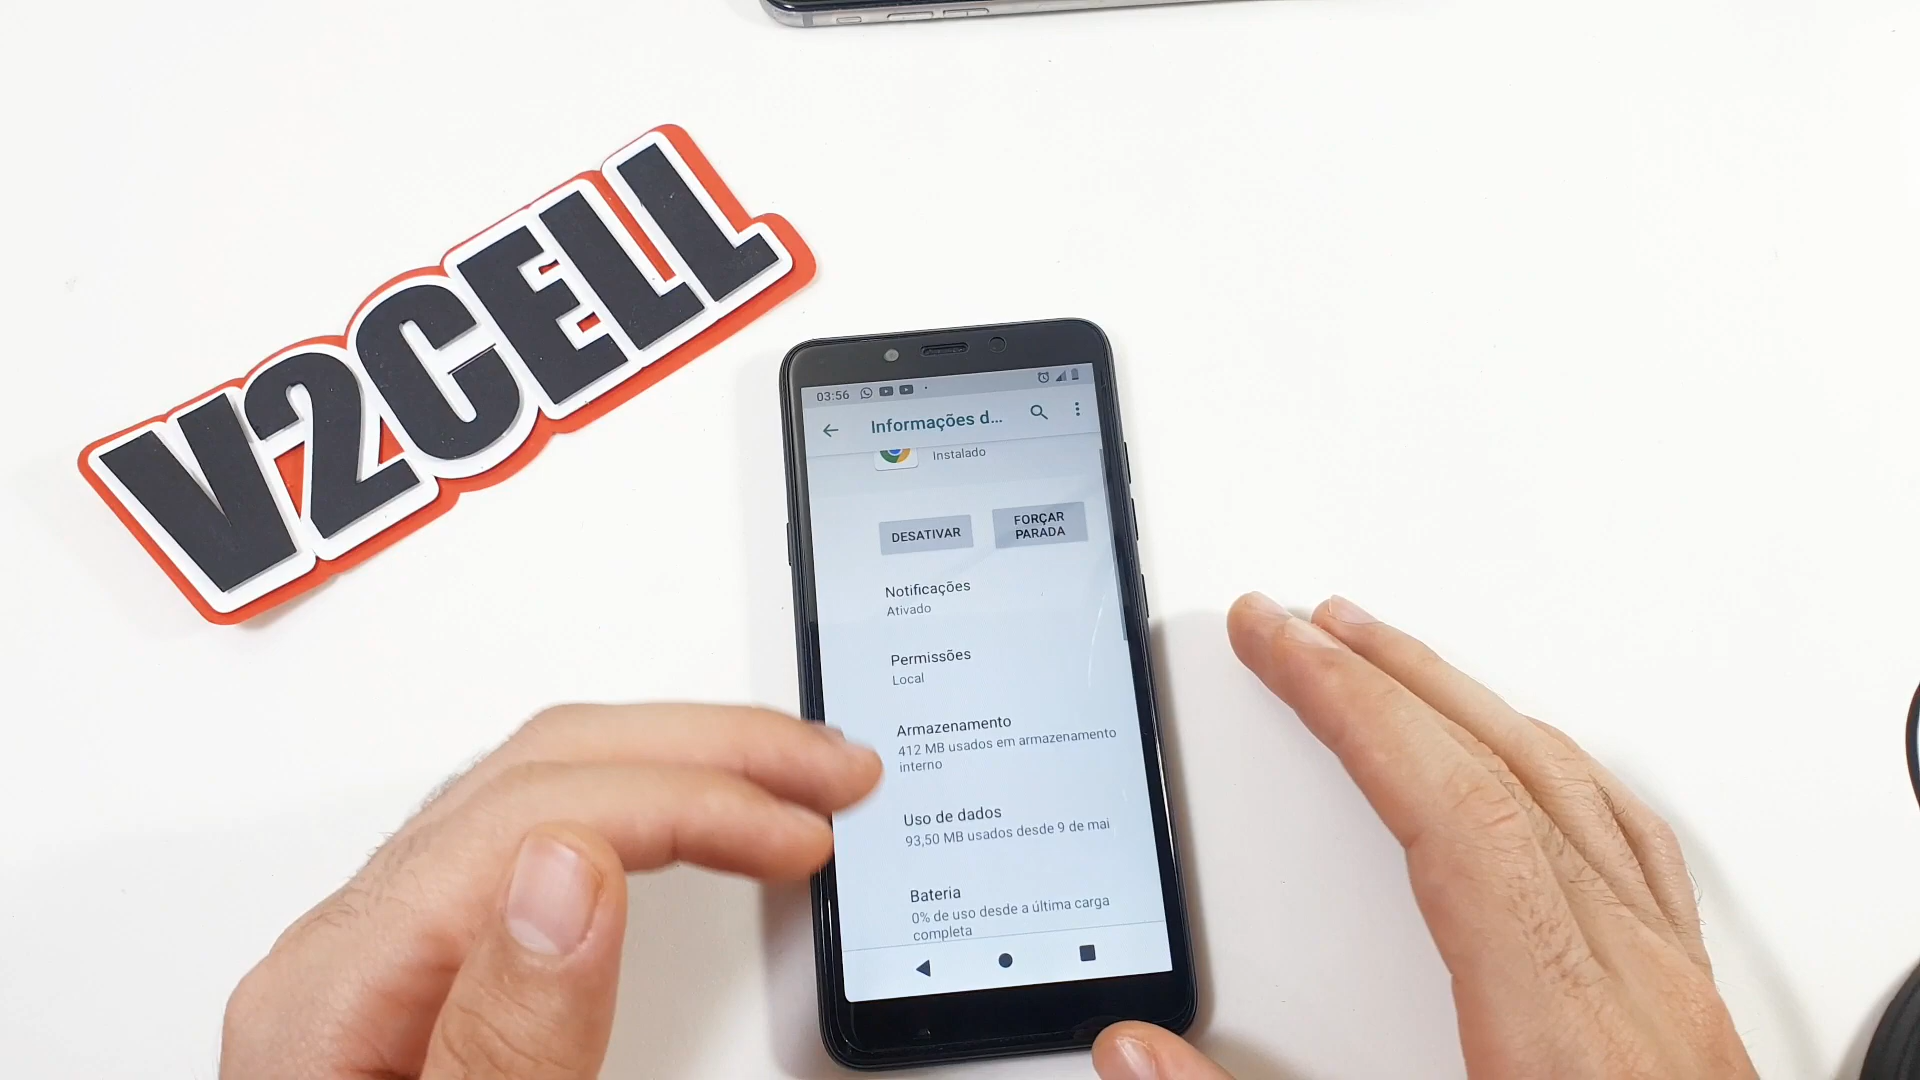 V2CELL
03:56
Informações d...
Instalado
DESATIVAR
FORÇAR
PARADA
Notificações
Ativado
Permissões
Local
Armazenamento
412 MB usados em armazenamento
interno
Uso de dados
93,50 MB usados desde 9 de mai
Bateria
0% de uso desde a última carga
completa